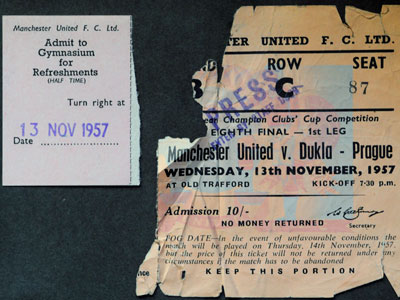 Manchester United F. C. Ltd.
Admit to
Gymnasium
for
Refreshments
(HALF TIME)
Turn right at
13 NOV 1957
Date
TER UNITED F. C. LTD.
ROW SEAT
B C 87
PRESS
Champion Clubs' Cup Competition
EIGHTH FINAL — 1st LEG
Manchester United v. Dukla - Prague
WEDNESDAY, 13th NOVEMBER, 1957
AT OLD TRAFFORD KICK-OFF 7-30 p.m.
Admission 10/-
NO MONEY RETURNED
FOG DATE—In the event of unfavourable conditions the
match will be played on Thursday, 14th November, 1957,
but the price of this ticket will not be returned under any
circumstances if the match has to be abandoned
KEEP THIS PORTION
nce